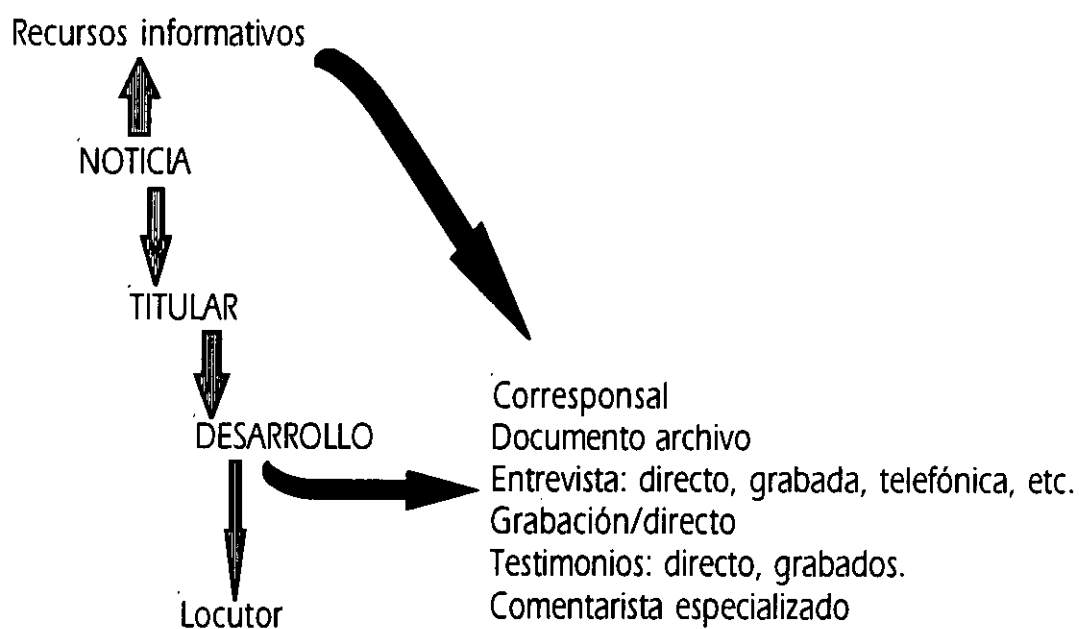 Recursos informativos
NOTICIA
TITULAR
DESARROLLO
Locutor
Corresponsal
Documento archivo
Entrevista: directo, grabada, telefónica, etc.
Grabación/directo
Testimonios: directo, grabados.
Comentarista especializado